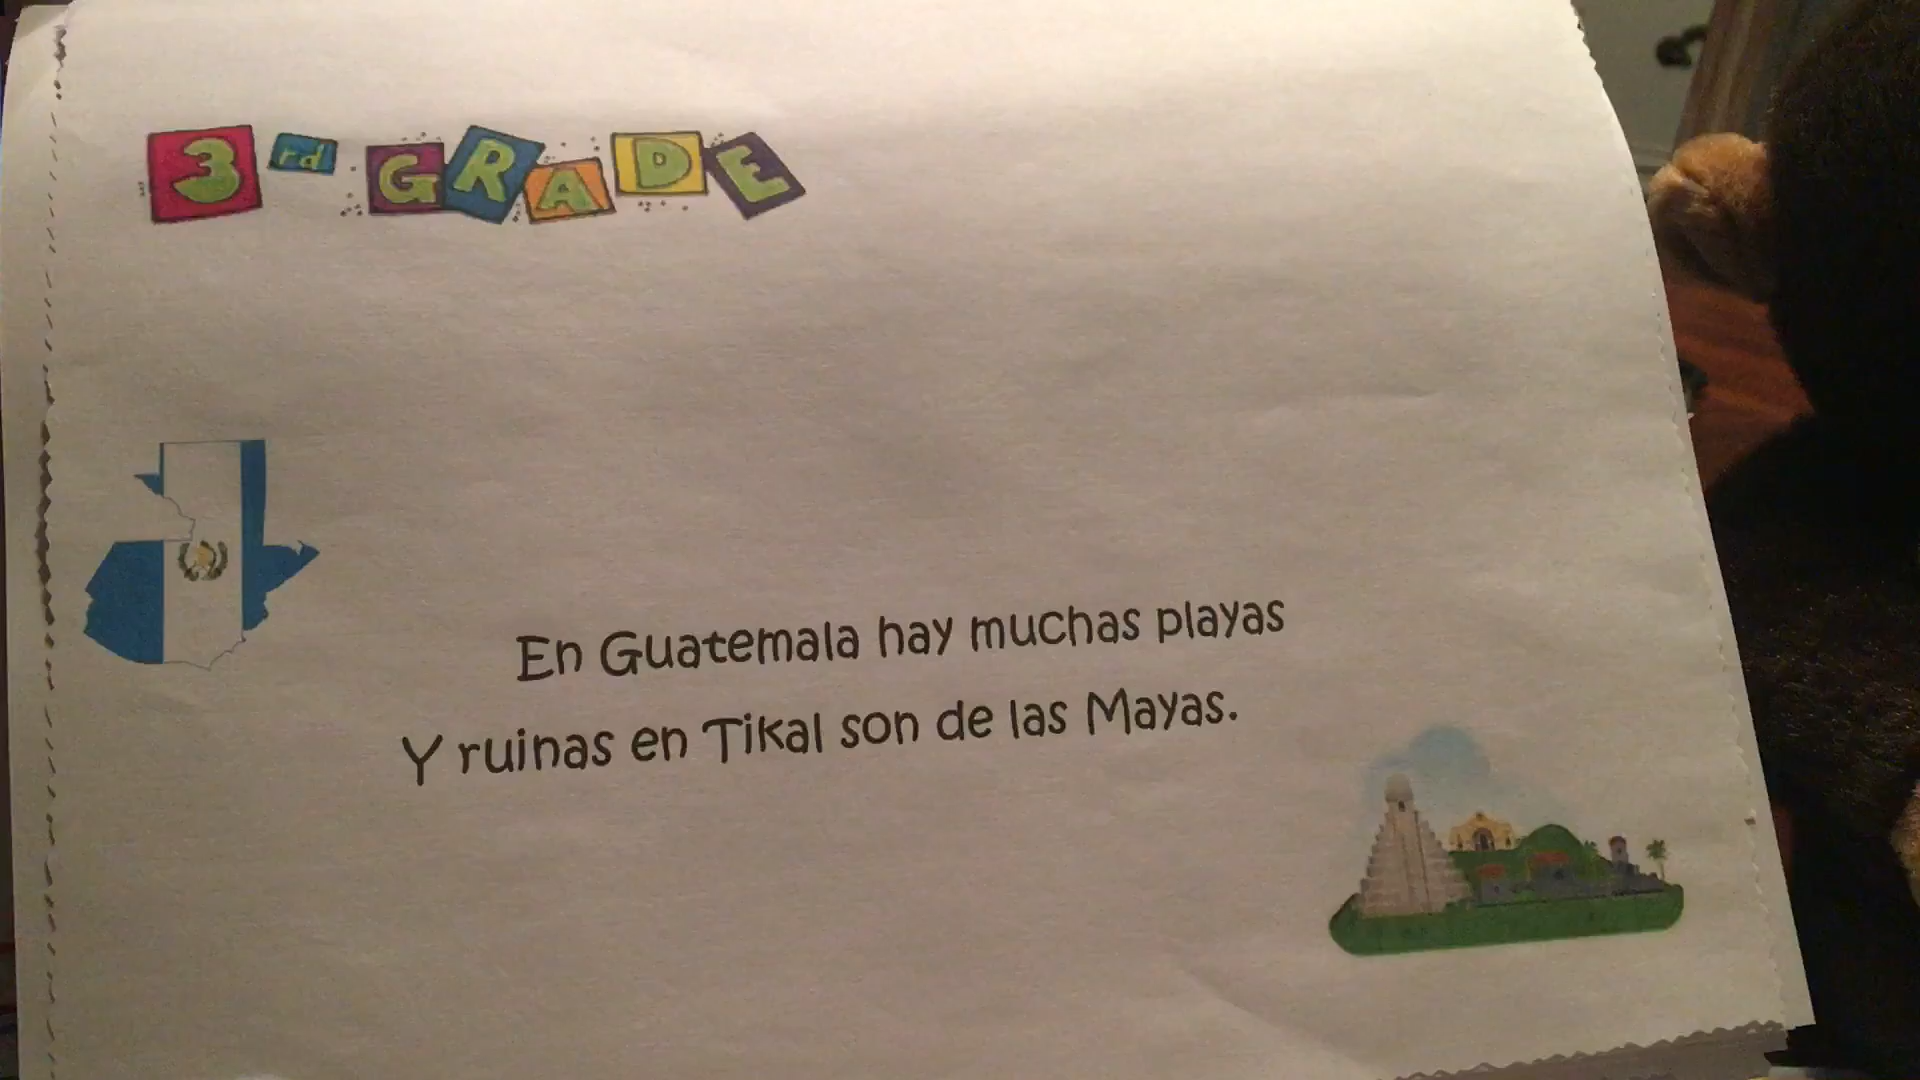 3rd GRADE
En Guatemala hay muchas playas
Y ruinas en Tikal son de las Mayas.